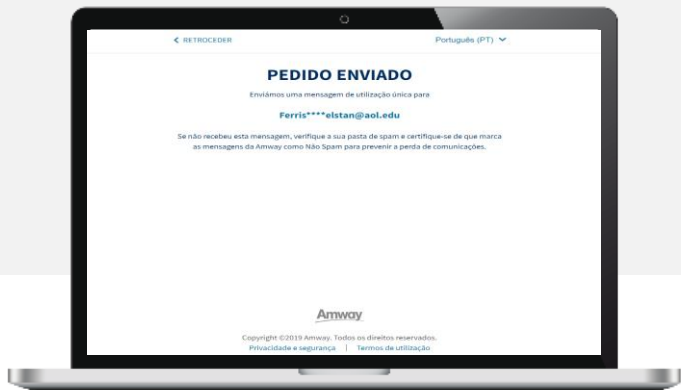 RETROCEDER
Português (PT)
PEDIDO ENVIADO
Enviámos uma mensagem de utilização única para
Ferris****elstan@aol.edu
Se não recebeu esta mensagem, verifique a sua pasta de spam e certifique-se de que marca
as mensagens da Amway como Não Spam para prevenir a perda de comunicações.
Amway
Copyright ©2019 Amway. Todos os direitos reservados.
Privacidade e segurança | Termos de utilização